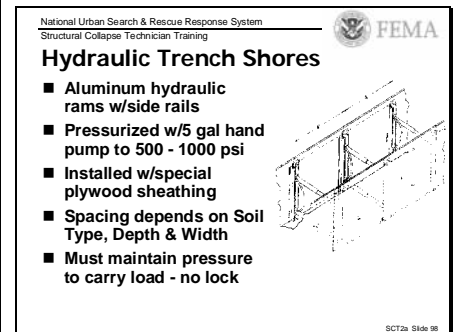 National Urban Search & Rescue Response System
Structural Collapse Technician Training
FEMA
Hydraulic Trench Shores
■ Aluminum hydraulic
rams w/side rails
■ Pressurized w/5 gal hand
pump to 500 - 1000 psi
■ Installed w/special
plywood sheathing
■ Spacing depends on Soil
Type, Depth & Width
■ Must maintain pressure
to carry load - no lock
SCT2a Slide 98